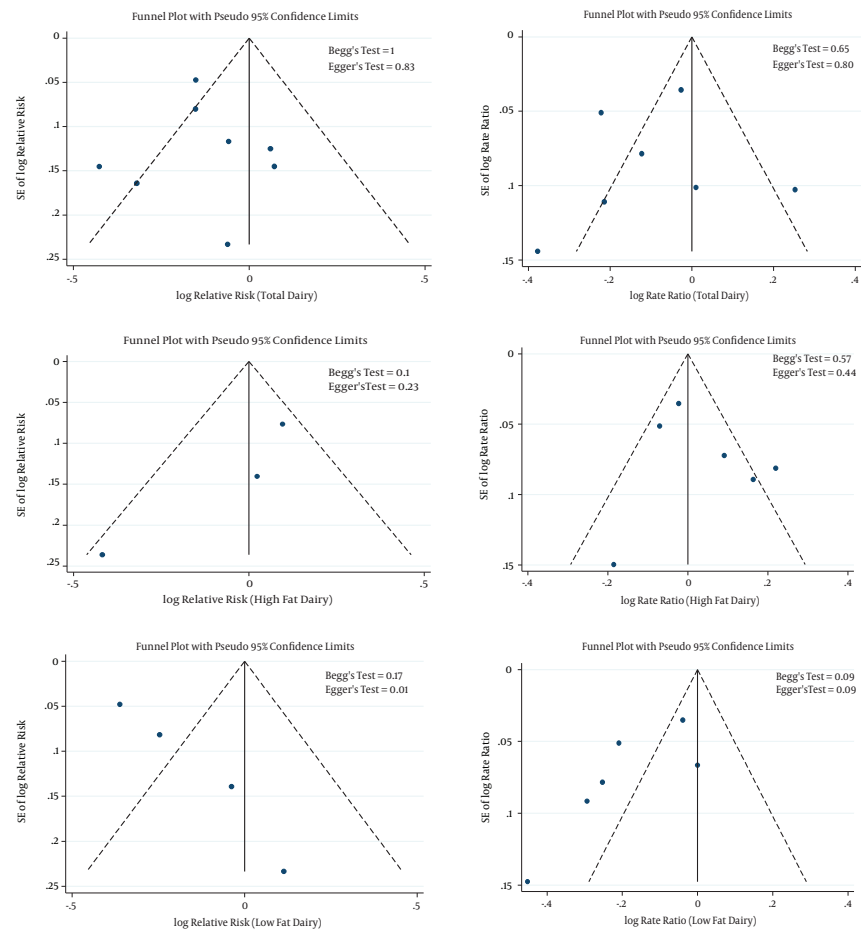 Funnel Plot with Pseudo 95% Confidence Limits
Begg's Test =1
Egger's Test = 0.83
0
.05
.1
.15
.2
.25
SE of log Relative Risk
-.5
0
.5
log Relative Risk (Total Dairy)
Funnel Plot with Pseudo 95% Confidence Limits
Begg's Test = 0.65
Egger's Test = 0.80
0
.05
.1
.15
SE of log Rate Ratio
-.4
-.2
0
.2
.4
log Rate Ratio (Total Dairy)
Funnel Plot with Pseudo 95% Confidence Limits
Begg's Test = 0.1
Egger'sTest = 0.23
0
.05
.1
.15
.2
.25
SE of log Relative Risk
-.5
0
.5
log Relative Risk (High Fat Dairy)
Funnel Plot with Pseudo 95% Confidence Limits
Begg's Test = 0.57
Egger's Test = 0.44
0
.05
.1
.15
SE of log Rate Ratio
-.4
-.2
0
.2
.4
log Rate Ratio (High Fat Dairy)
Funnel Plot with Pseudo 95% Confidence Limits
Begg's Test = 0.17
Egger's Test = 0.01
0
.05
.1
.15
.2
.25
SE of log Relative Risk
-.5
0
.5
log Relative Risk (Low Fat Dairy)
Funnel Plot with Pseudo 95% Confidence Limits
Begg's Test = 0.09
Egger'sTest = 0.09
0
.05
.1
.15
SE of log Rate Ratio
-.4
-.2
0
.2
.4
log Rate Ratio (Low Fat Dairy)